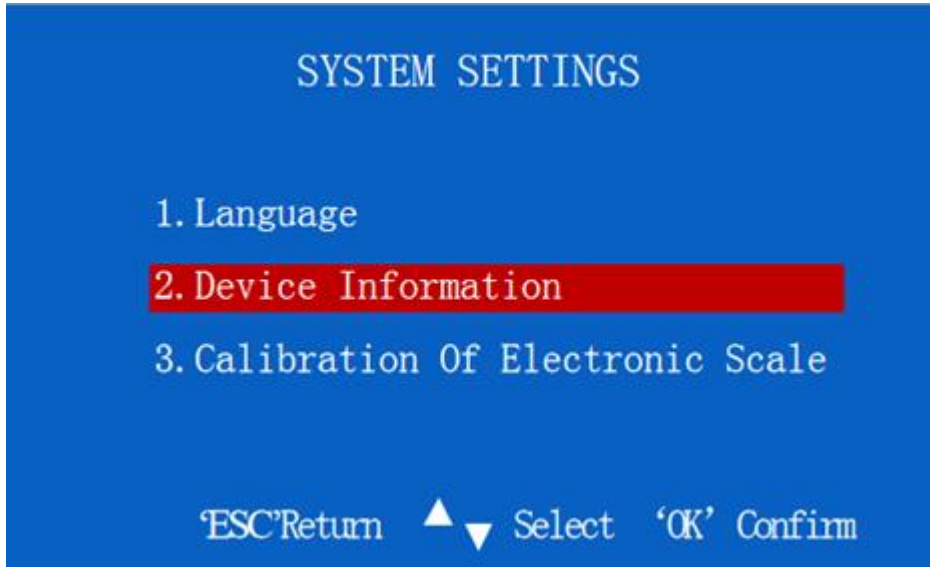 SYSTEM SETTINGS
1. Language
2. Device Information
3. Calibration Of Electronic Scale
‘ESC’Return ▲▼ Select ‘OK’ Confirm